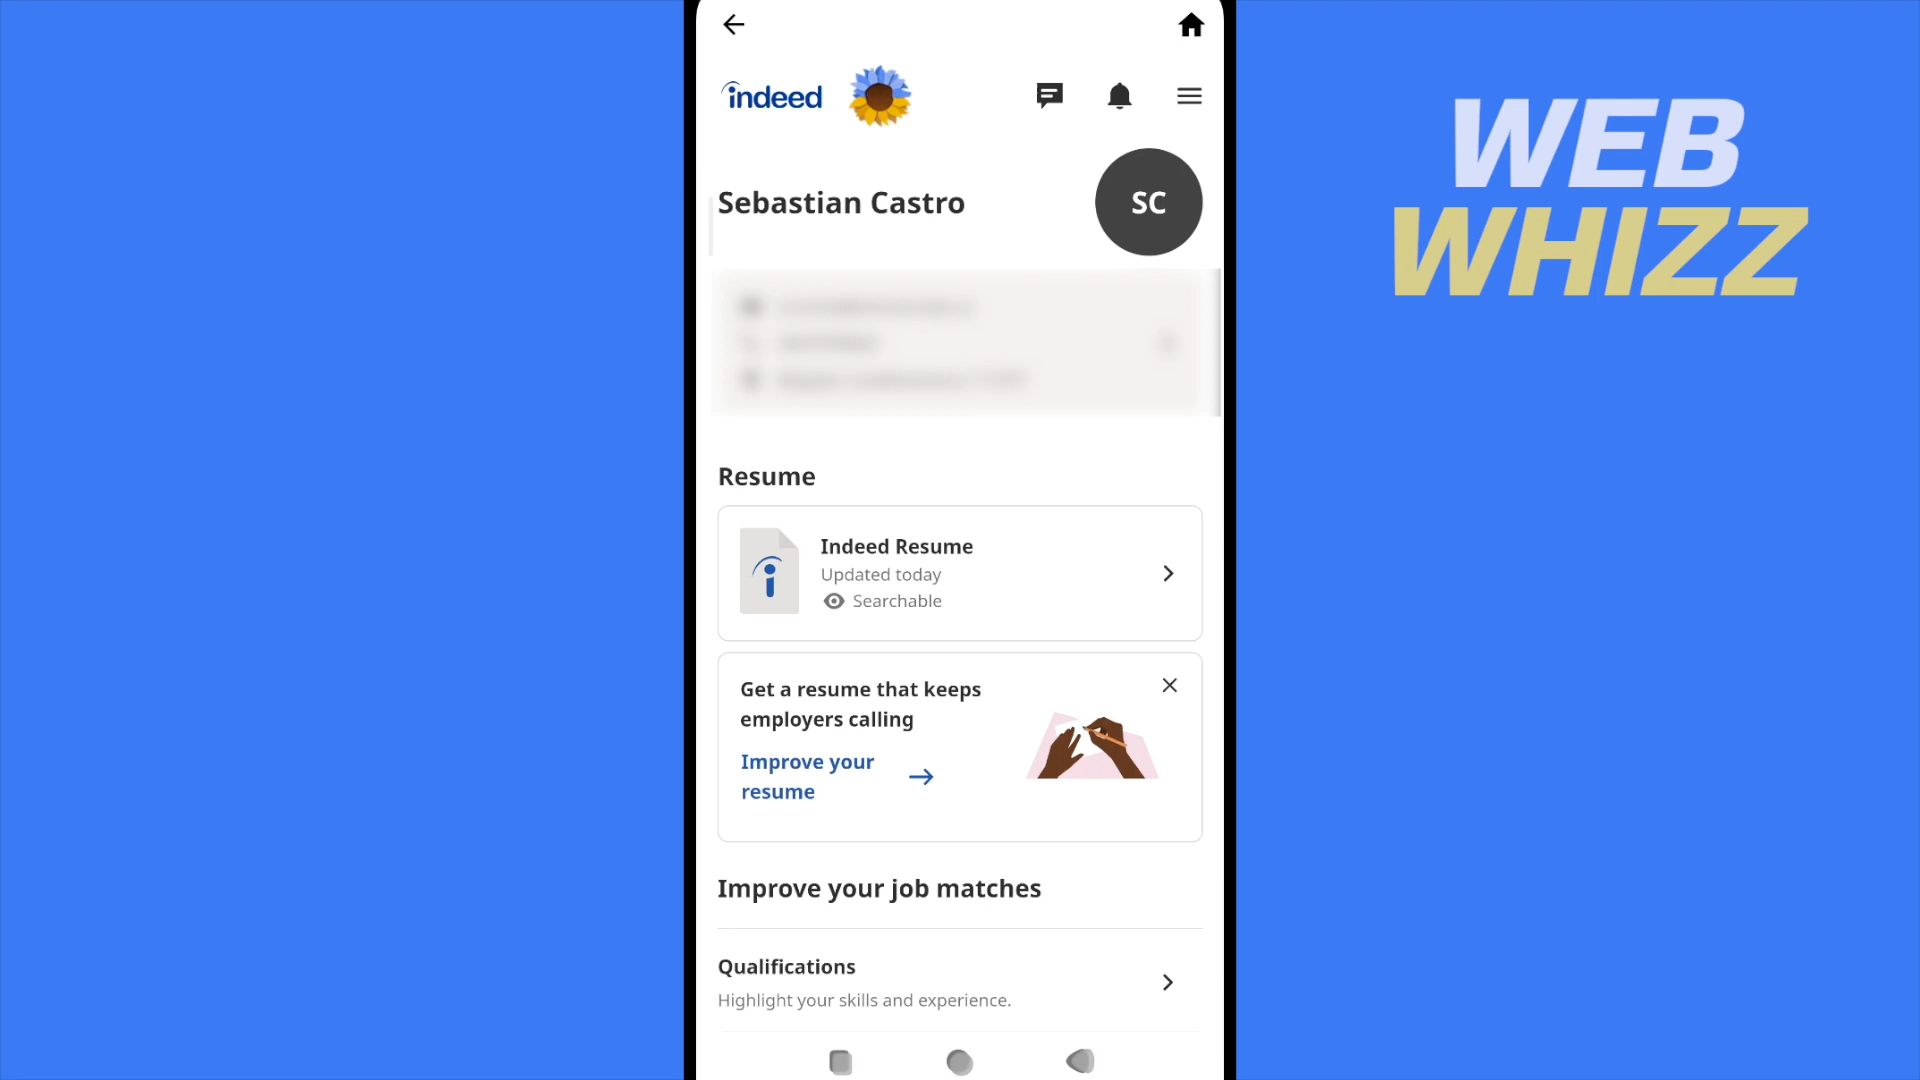 indeed
WEB
WHIZZ
Sebastian Castro
SC
Resume
Indeed Resume
Updated today
Searchable
Get a resume that keeps
employers calling
Improve your
resume
Improve your job matches
Qualifications
Highlight your skills and experience.